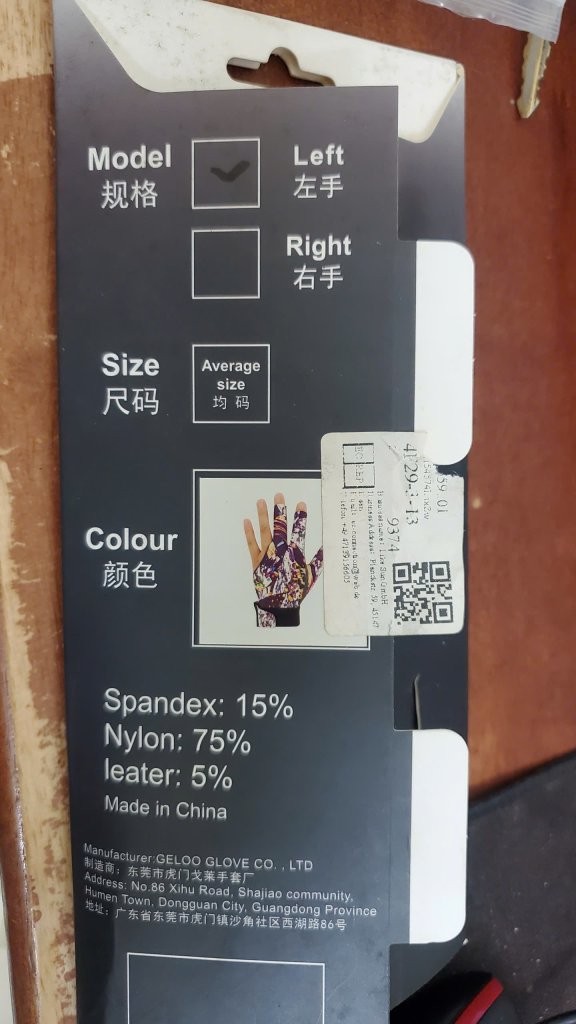 Model
规格
Left
左手
Right
右手
Size
尺码
Average
size
均 码
Colour
颜色
Spandex: 15%
Nylon: 75%
leater: 5%
Made in China
Manufacturer:GELOO GLOVE CO. , LTD
制造商：东莞市虎门戈莱手套厂
Address: No.86 Xihu Road, Shajiao community,
Humen Town, Dongguan City, Guangdong Province
地址：广东省东莞市虎门镇沙角社区西湖路86号
EC REP
9374